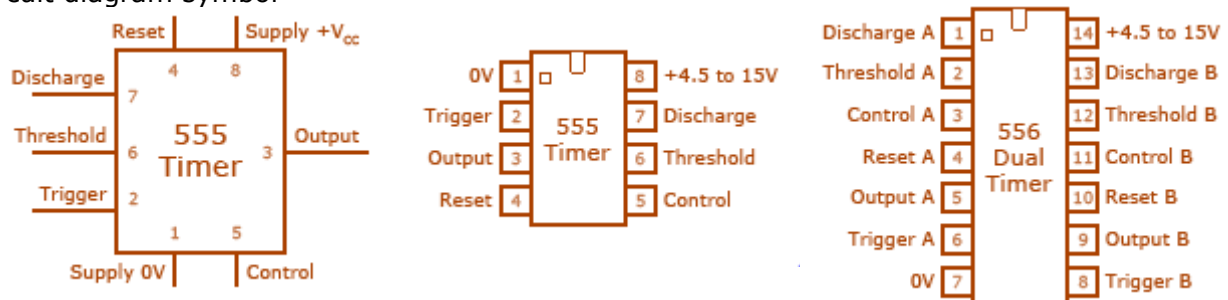 cuit diagram symbol
Reset Supply +Vcc
4 8
Discharge
7
Threshold
6
555
Timer
3
Output
Trigger
2
1 5
Supply 0V Control
0V 1 8 +4.5 to 15V
Trigger 2 7 Discharge
555
Timer
Output 3 6 Threshold
Reset 4 5 Control
Discharge A 1 14 +4.5 to 15V
Threshold A 2 13 Discharge B
Control A 3 12 Threshold B
556
Dual
Timer
Reset A 4 11 Control B
Output A 5 10 Reset B
Trigger A 6 9 Output B
0V 7 8 Trigger B